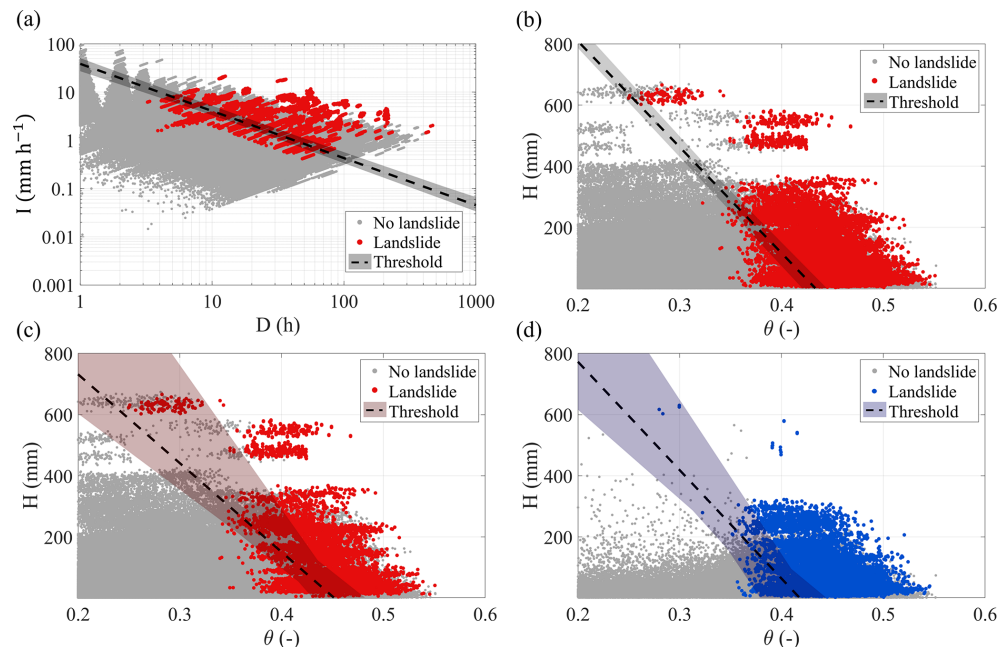 (a)
100
10
1
0.1
0.01
0.001
I (mm h⁻¹)
No landslide
Landslide
Threshold
1
10
100
1000
D (h)
(b)
800
600
400
200
H (mm)
No landslide
Landslide
Threshold
0.2
0.3
0.4
0.5
0.6
θ (-)
(c)
800
600
400
200
H (mm)
No landslide
Landslide
Threshold
0.2
0.3
0.4
0.5
0.6
θ (-)
(d)
800
600
400
200
H (mm)
No landslide
Landslide
Threshold
0.2
0.3
0.4
0.5
0.6
θ (-)